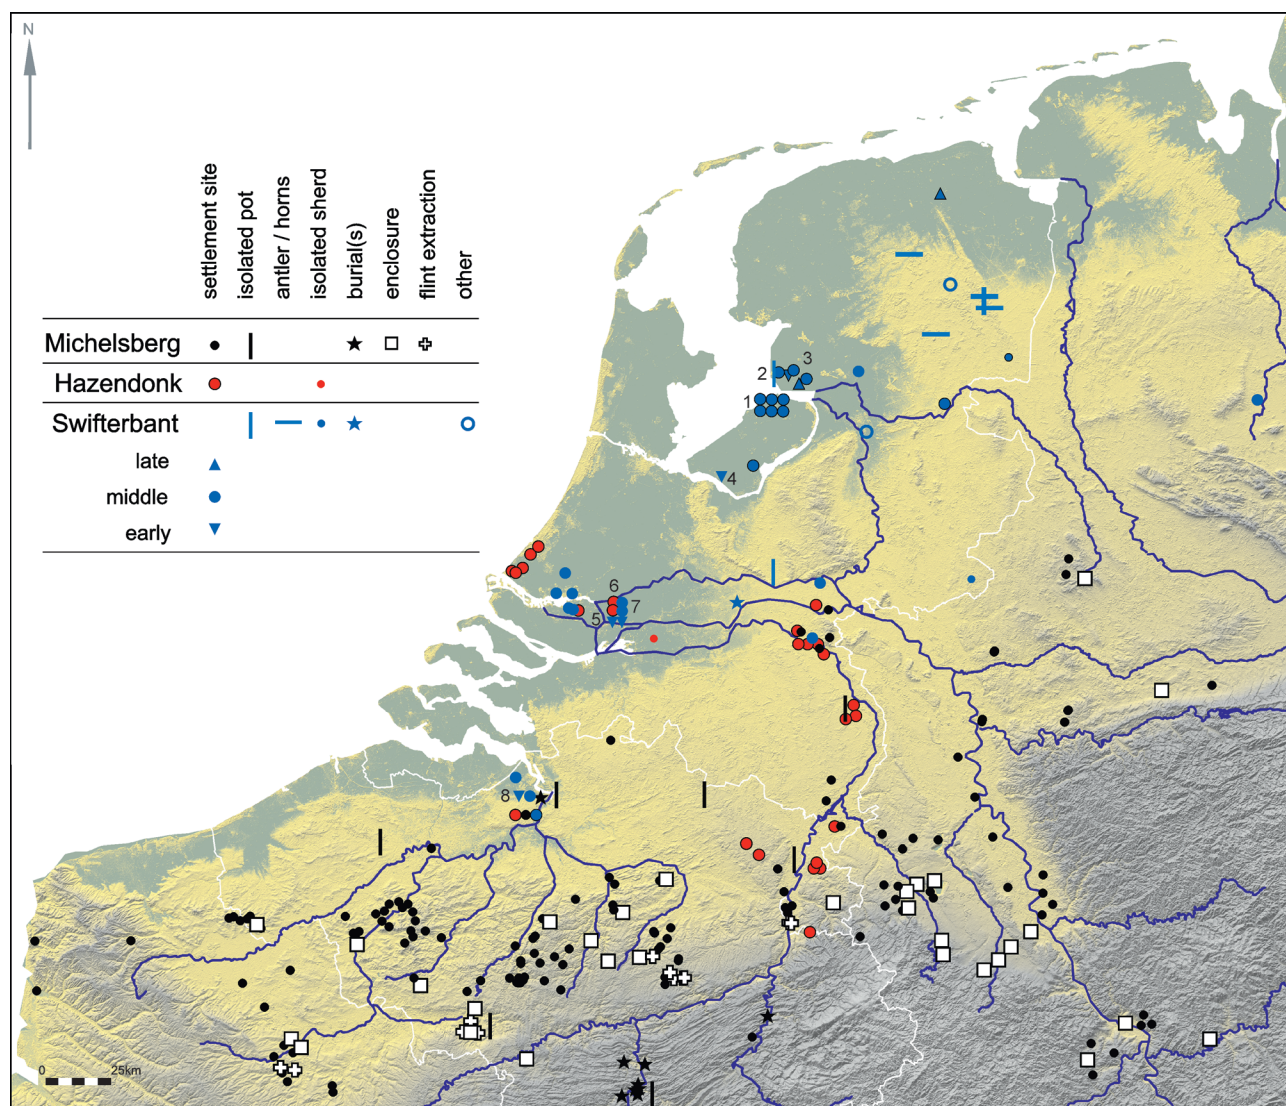 N
settlement site
isolated pot
antler / horns
isolated sherd
burial(s)
enclosure
flint extraction
other
Michelsberg
Hazendonk
Swifterbant
late
middle
early
3
2
1
4
6
7
5
8
0 25km